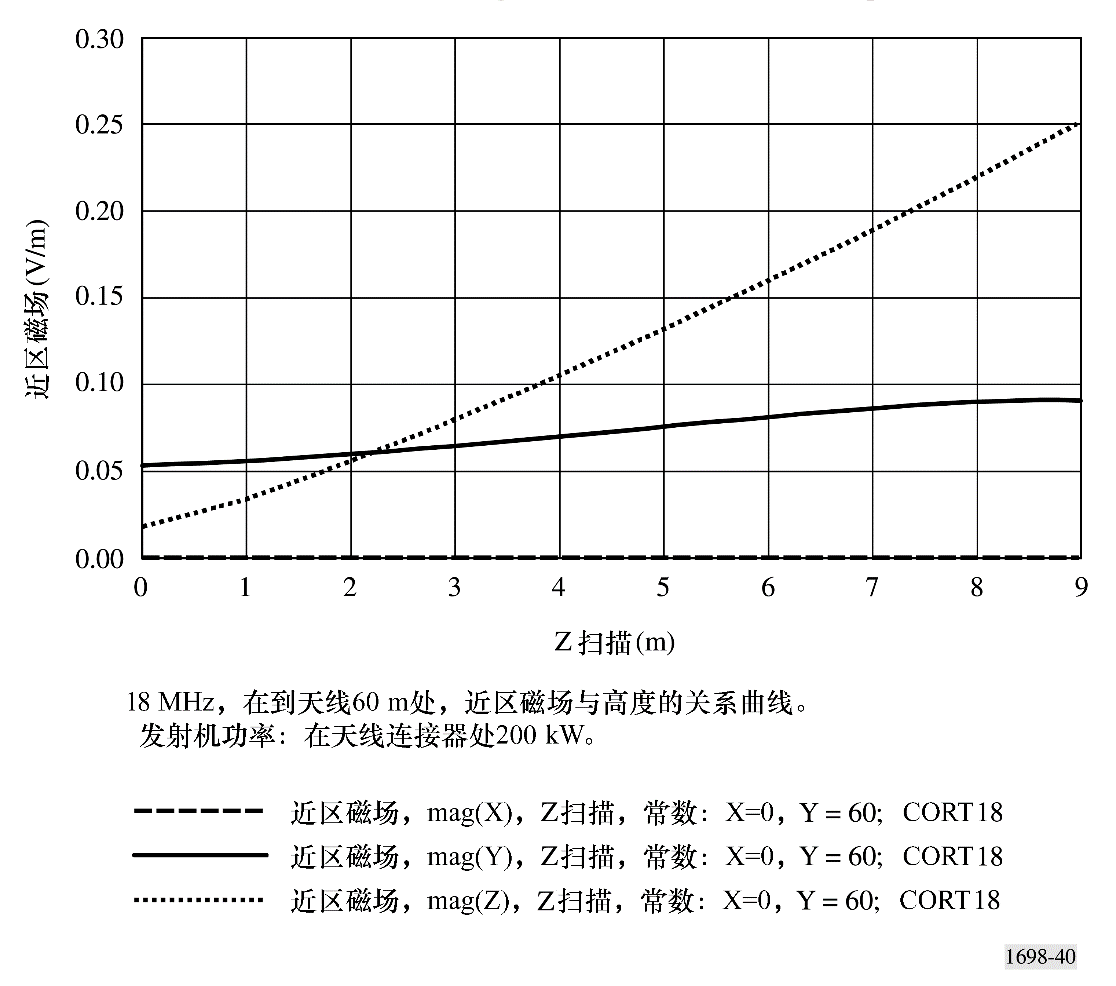 0.30
0.25
0.20
0.15
0.10
0.05
0.00
近区磁场(V/m)
0 1 2 3 4 5 6 7 8 9
Z 扫描(m)
18 MHz，在到天线60 m处，近区磁场与高度的关系曲线。
发射机功率：在天线连接器处200 kW。
近区磁场，mag(X)，Z扫描，常数：X=0，Y = 60; CORT18
近区磁场，mag(Y)，Z扫描，常数：X=0，Y = 60; CORT18
近区磁场，mag(Z)，Z扫描，常数：X=0，Y = 60; CORT18
1698-40